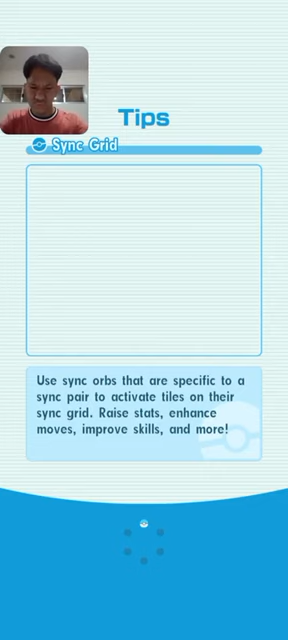 Tips
Sync Grid
Use sync orbs that are specific to a
sync pair to activate tiles on their
sync grid. Raise stats, enhance
moves, improve skills, and more!